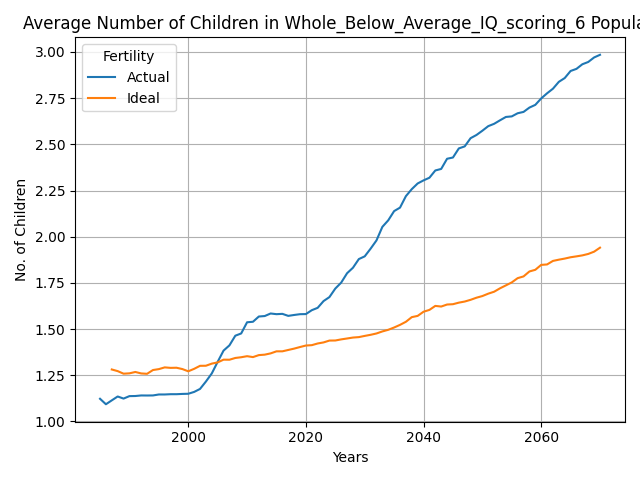 Average Number of Children in Whole_Below_Average_IQ_scoring_6 Popula
Fertility
Actual
Ideal
No. of Children
3.00
2.75
2.50
2.25
2.00
1.75
1.50
1.25
1.00
2000
2020
2040
2060
Years